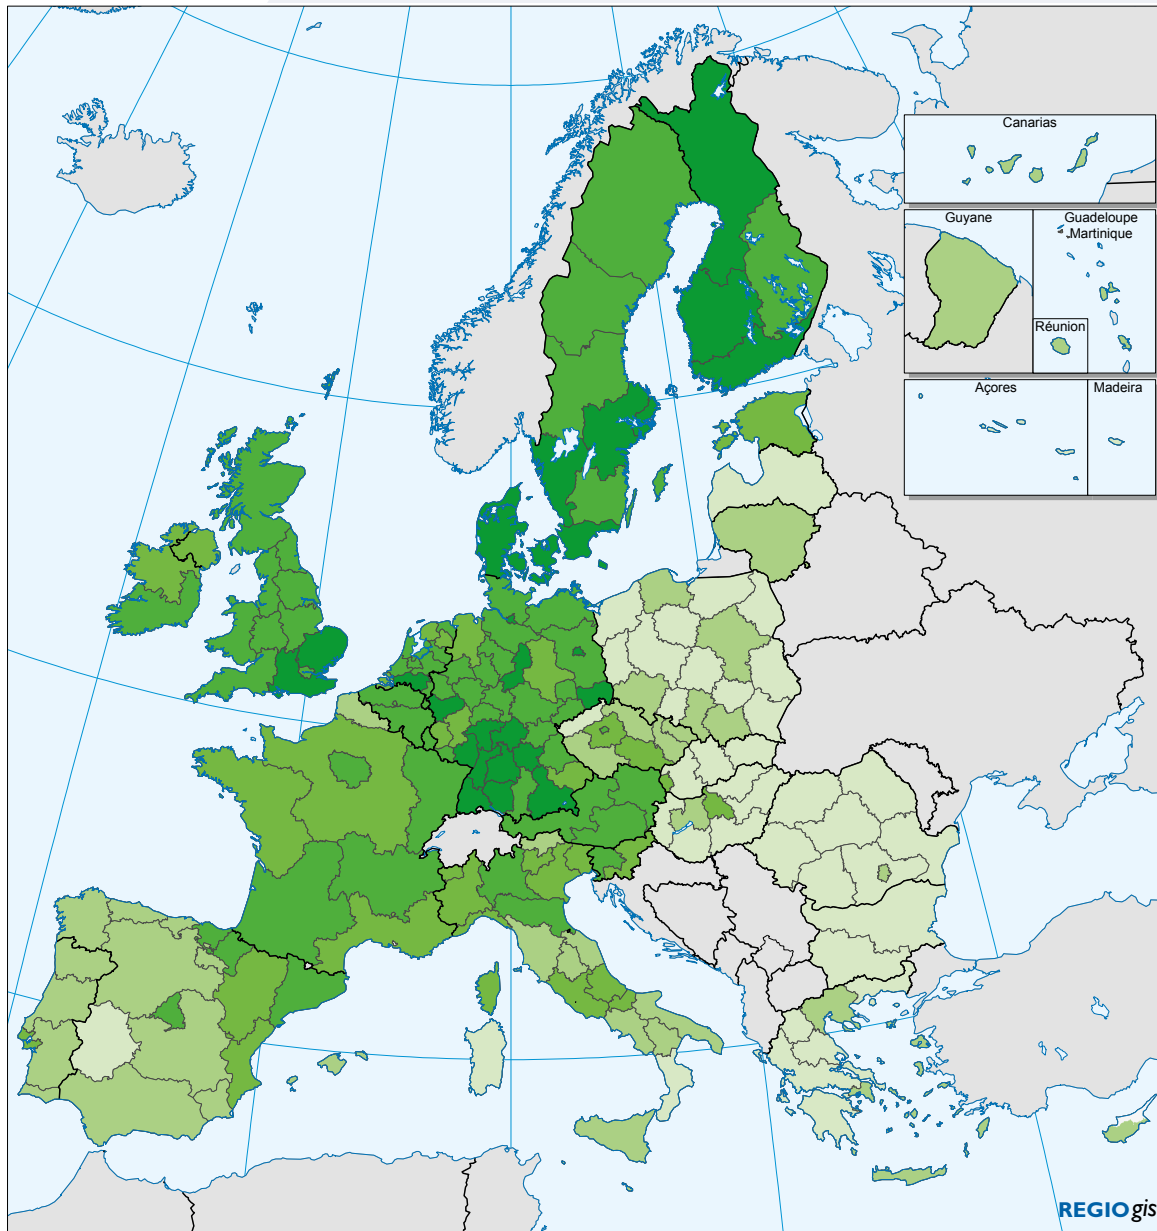 Canarias
Guyane
Guadeloupe
Martinique
Réunion
Açores
Madeira
REGIOgis